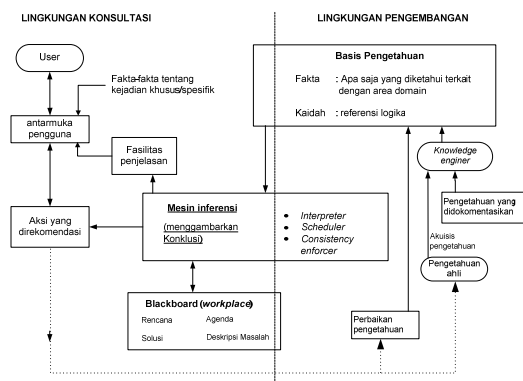 LINGKUNGAN KONSULTASI
LINGKUNGAN PENGEMBANGAN
User
Fakta-fakta tentang
kejadian khusus/spesifik
antarmuka
pengguna
Fasilitas
penjelasan
Aksi yang
direkomendasi
Basis Pengetahuan
Fakta : Apa saja yang diketahui terkait
dengan area domain
Kaidah : referensi logika
Knowledge
enginer
Pengetahuan yang
didokumentasikan
Akuisis
pengetahuan
Pengetahuan
ahli
Mesin inferensi
(menggambarkan
Konklusi)
• Interpreter
• Scheduler
• Consistency
enforcer
Blackboard (workplace)
Rencana Agenda
Solusi Deskripsi Masalah
Perbaikan
pengetahuan